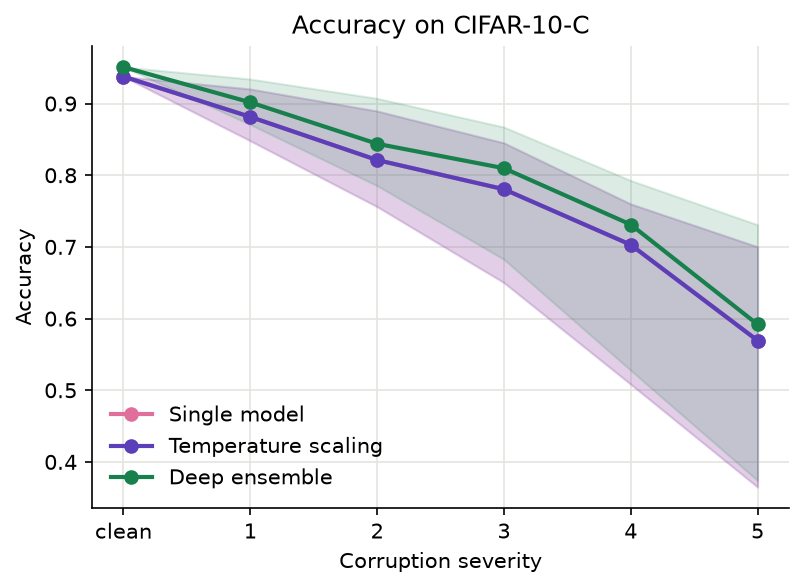 Accuracy on CIFAR-10-C
Accuracy
0.9
0.8
0.7
0.6
0.5
0.4
Single model
Temperature scaling
Deep ensemble
clean 1 2 3 4 5
Corruption severity